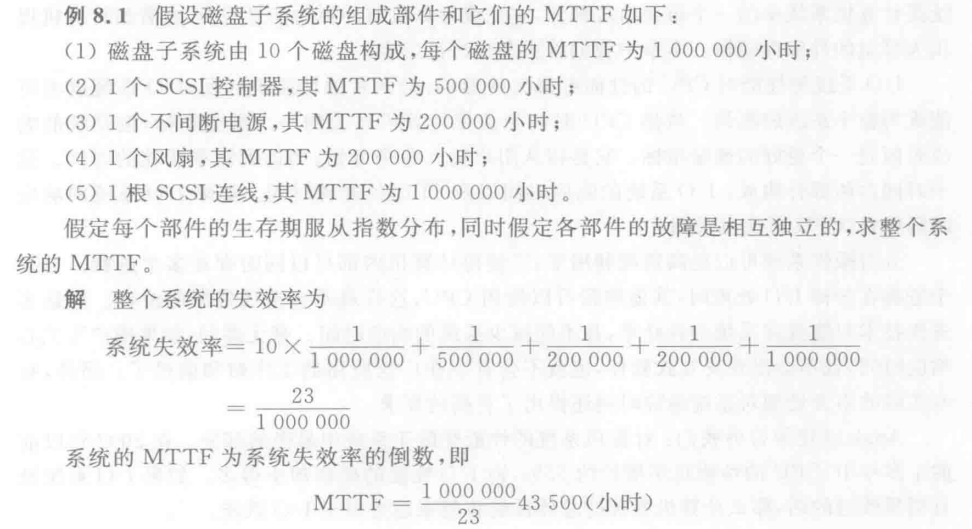 例 8.1 假设磁盘子系统的组成部件和它们的 MTTF 如下:
(1) 磁盘子系统由 10 个磁盘构成,每个磁盘的 MTTF 为 1 000 000 小时;
(2) 1 个 SCSI 控制器,其 MTTF 为 500 000 小时;
(3) 1 个不间断电源,其 MTTF 为 200 000 小时;
(4) 1 个风扇,其 MTTF 为 200 000 小时;
(5) 1 根 SCSI 连线,其 MTTF 为 1 000 000 小时。
假定每个部件的生存期服从指数分布,同时假定各部件的故障是相互独立的,求整个系
统的 MTTF。
解 整个系统的失效率为
系统失效率=10×1/1 000 000+1/500 000+1/200 000+1/200 000+1/1 000 000
=23/1 000 000
系统的 MTTF 为系统失效率的倒数,即
MTTF=1 000 000/23 43 500(小时)